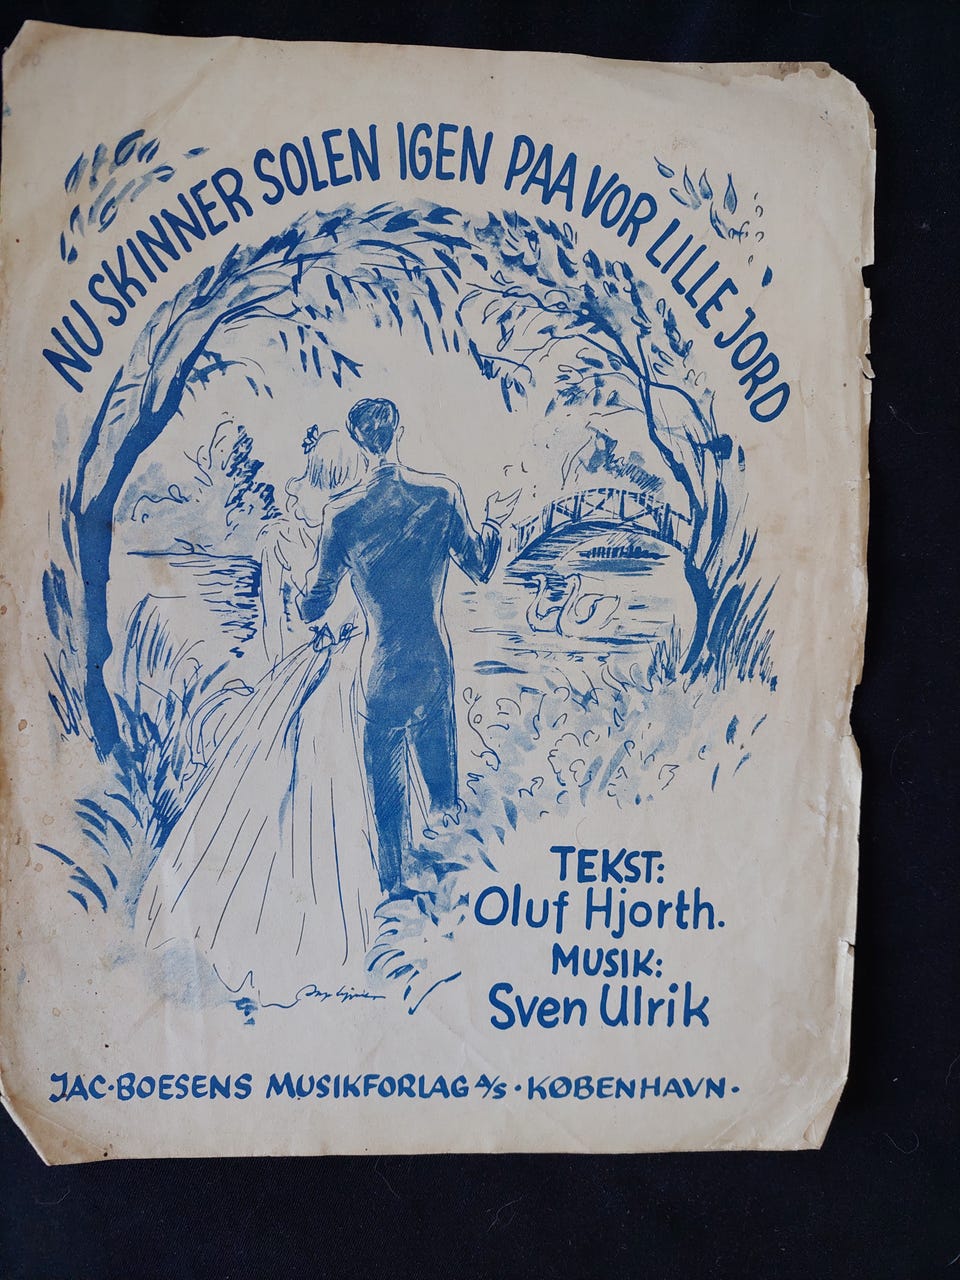 NU SKINNER SOLEN IGEN PAA VOR LILLE JORD
TEKST:
Oluf Hjorth.
MUSIK:
Sven Ulrik
JAC·BOESENS MUSIKFORLAG A/S·KØBENHAVN·